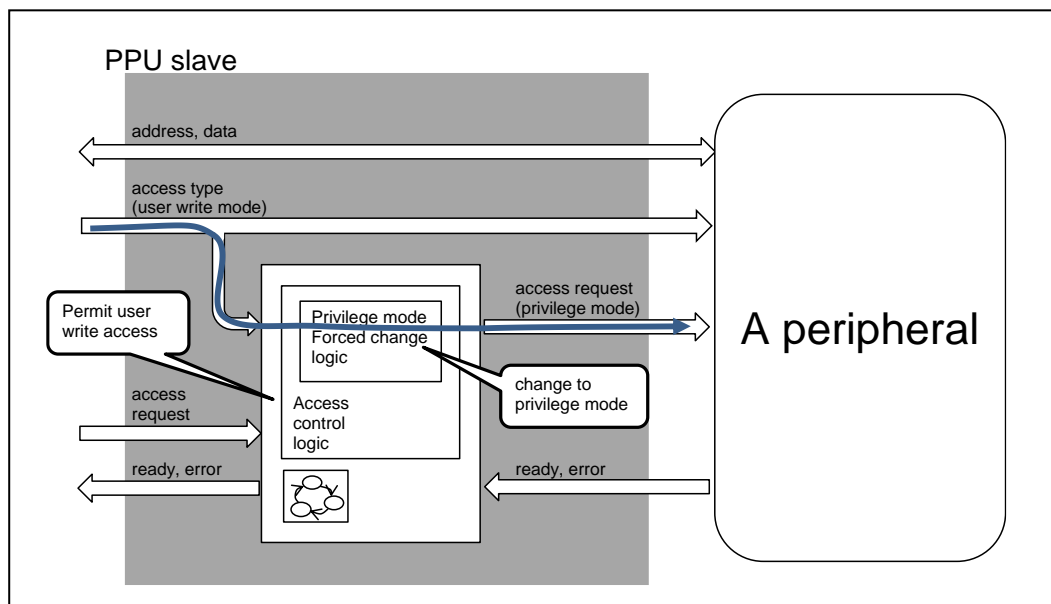 PPU slave
address, data
access type
(user write mode)
Permit user
write access
Privilege mode
Forced change
logic
access request
(privilege mode)
A peripheral
change to
privilege mode
Access
control
logic
access
request
ready, error
ready, error